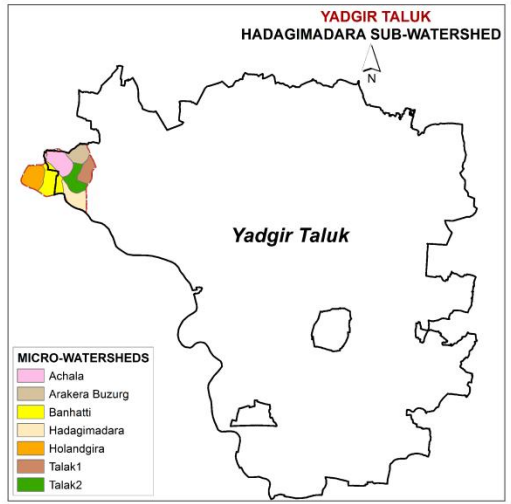 YADGIR TALUK
HADAGIMADARA SUB-WATERSHED
N
Yadgir Taluk
MICRO-WATERSHEDS
Achala
Arakera Buzurg
Banhatti
Hadagimadara
Holandgira
Talak1
Talak2